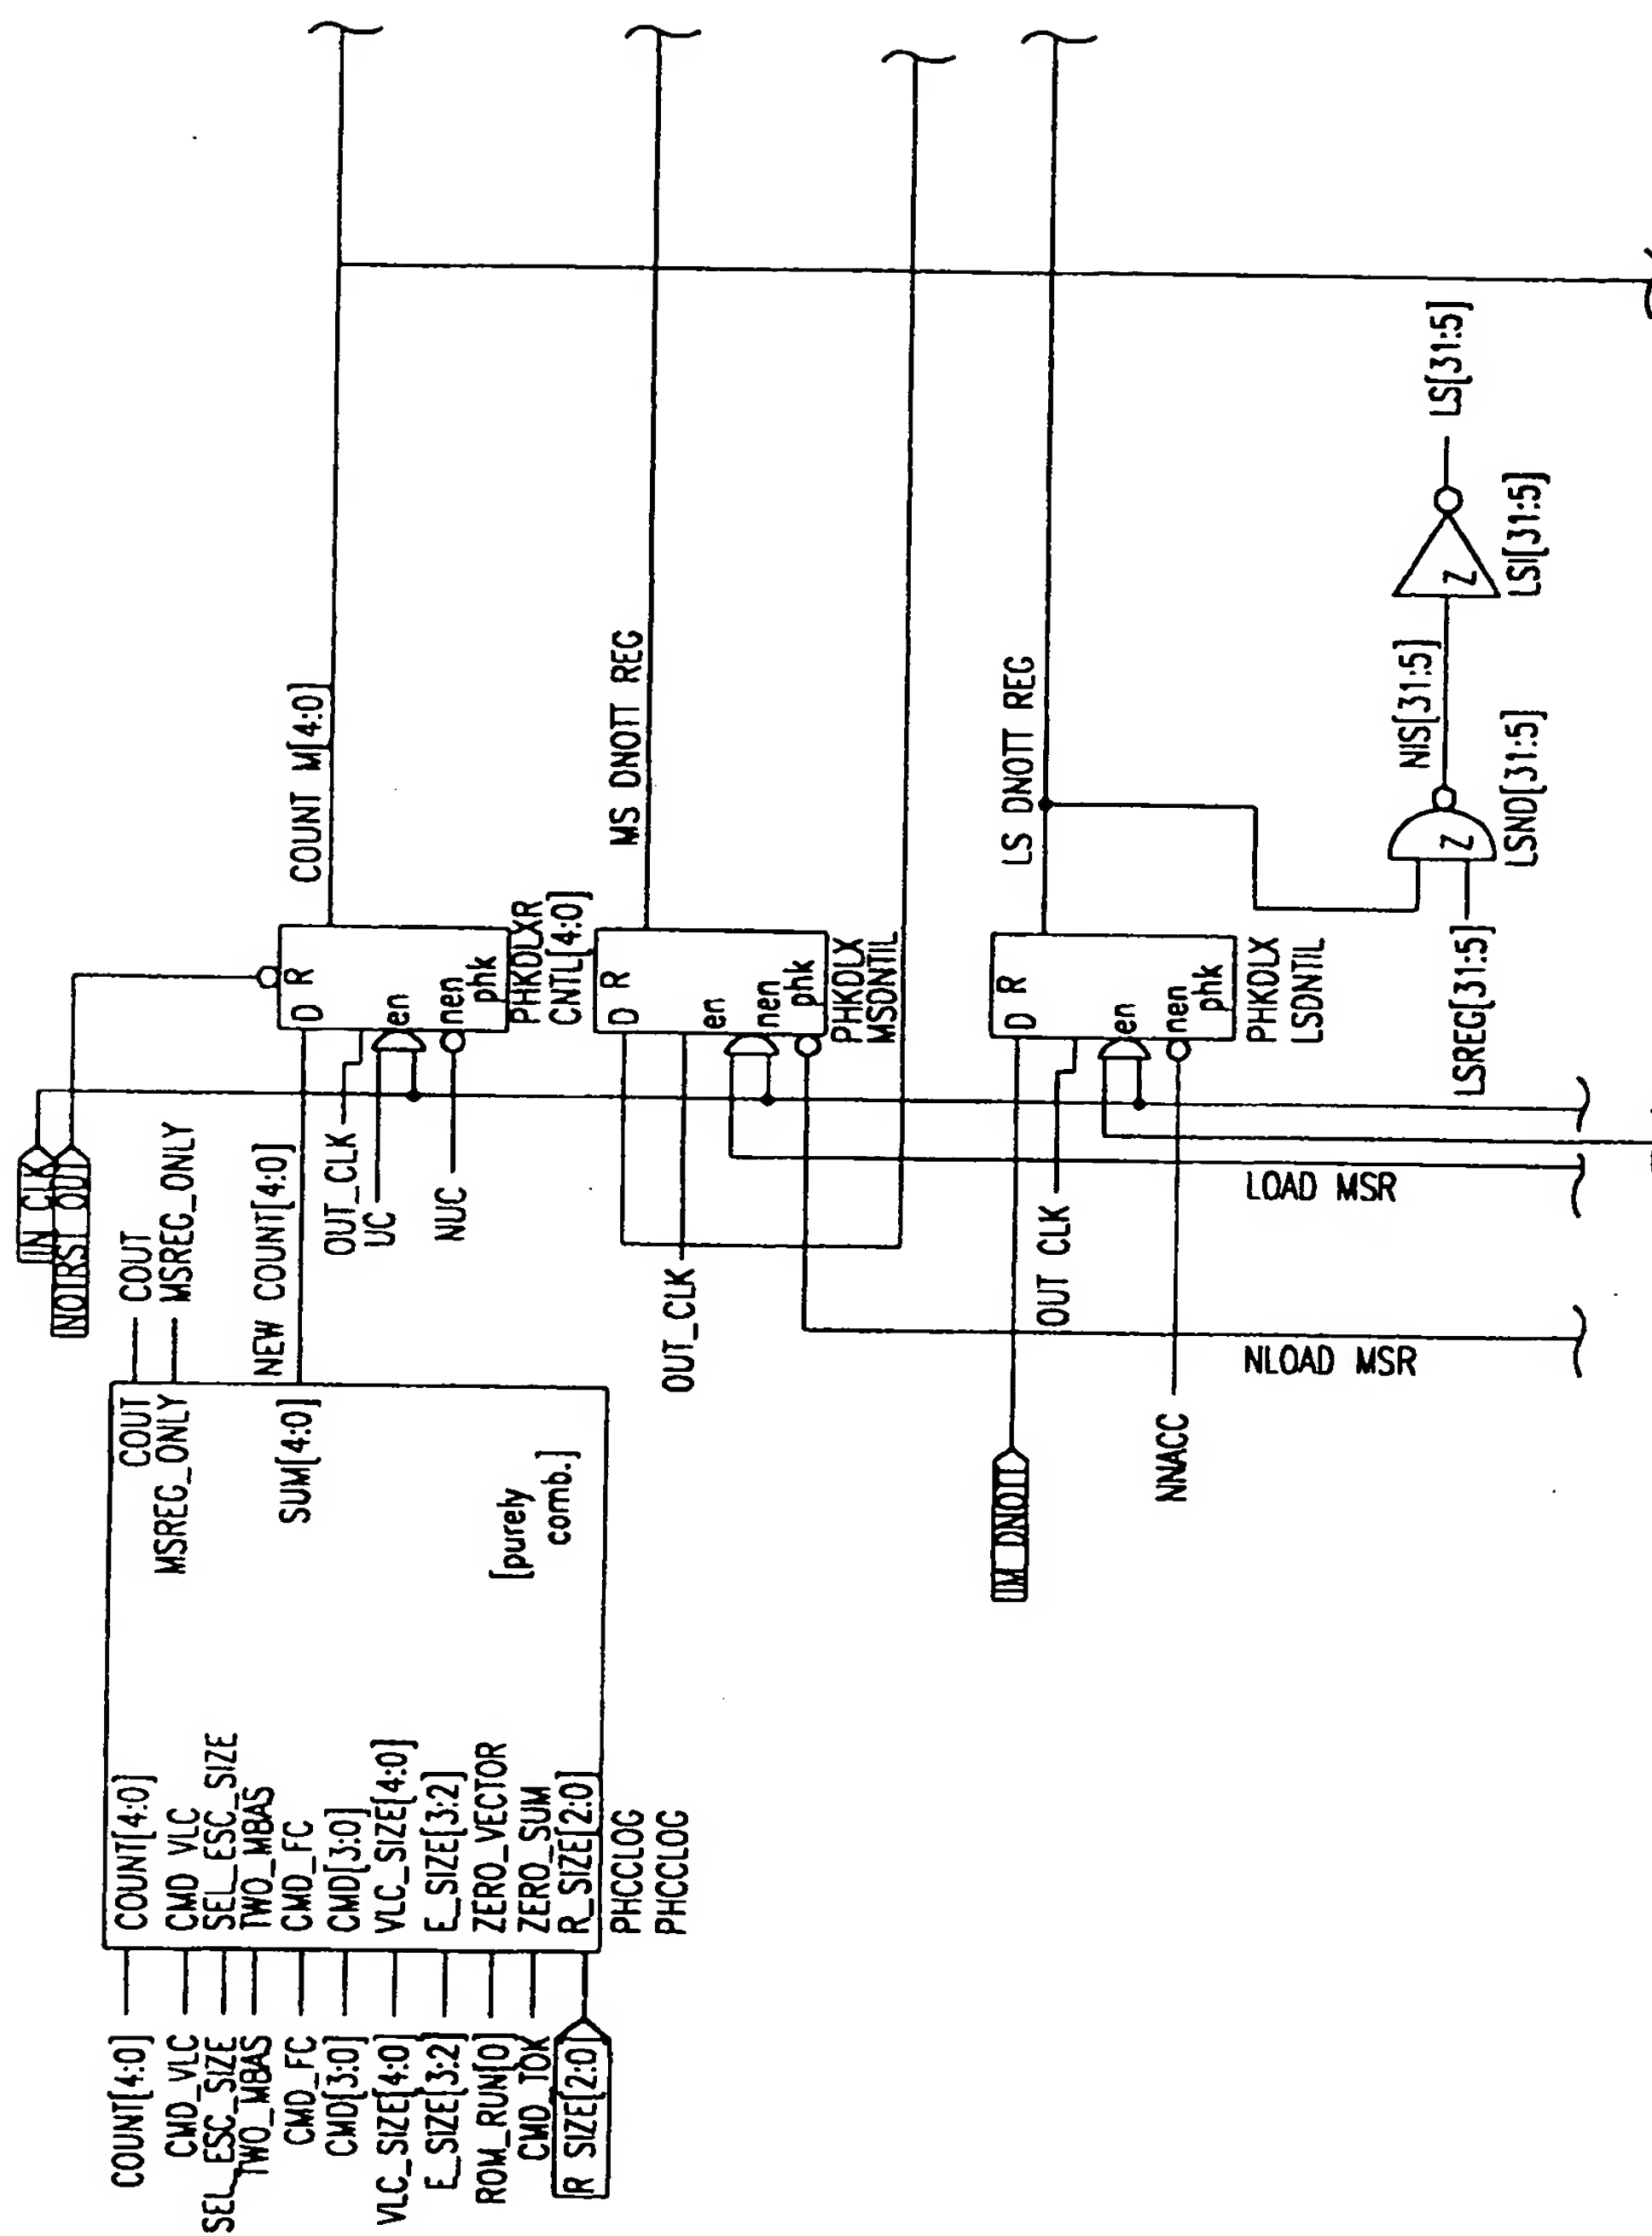 IN_CLK
NOTRST_OUT
COUT
MSREG_ONLY
COUNT[4:0]
CMD_VLC
SEL_ESC_SIZE
TWO_MBAS
CMD_FC
CMD[3:0]
VLC_SIZE[4:0]
E_SIZE[3:2]
ROM_RUN[0]
CMD_TOK
R SIZE[2:0]
COUNT[4:0]
CMD VLC
SEL_ESC_SIZE
TWO_MBAS
CMD_FC
CMD[3:0]
VLC_SIZE[4:0]
E_SIZE[3:2]
ZERO_VECTOR
ZERO_SUM
R_SIZE[2:0]
PHCCLOG
PHCCLOG
COUT
MSREG_ONLY
SUM[4:0]
[purely
comb.]
NEW COUNT[4:0]
OUT_CLK
UC
NUC
D R
en
nen
phk
PHKDLXR
CNTL[4:0]
COUNT M[4:0]
OUT_CLK
D R
en
nen
phk
PHKDLX
MSDNTIL
MS DNOTT REG
IM DNOTT
OUT CLK
NNACC
D R
en
nen
phk
PHKDLX
LSDNTIL
LS DNOTT REG
LOAD MSR
NLOAD MSR
LSREG[31:5]
Z
LSND[31:5]
NIS[31:5]
Z
LSI[31:5]
LS[31:5]